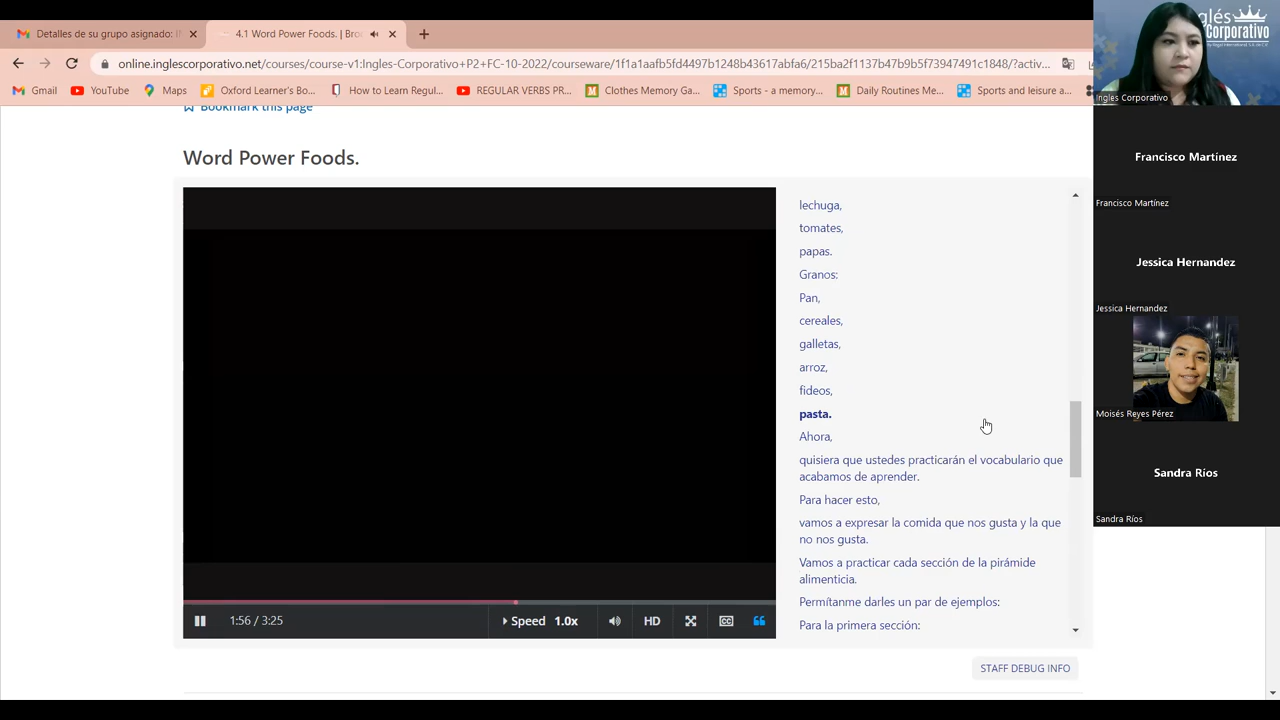 Detalles de su grupo asignado: I
4.1 Word Power Foods. | Bro
online.inglescorporativo.net/courses/course-v1:Ingles-Corporativo+P2+FC-10-2022/courseware/1f1a1aafb5fd4497b1248b43617abfa6/215ba2f1137b47b9b5f73947491c1848/?activ...
Gmail
YouTube
Maps
Oxford Learner's Bo...
How to Learn Regul...
REGULAR VERBS PR...
Clothes Memory Ga...
Sports - a memory...
Daily Routines Me...
Sports and leisure a...
Bookmark this page
Word Power Foods.
lechuga,
tomates,
papas.
Granos:
Pan,
cereales,
galletas,
arroz,
fideos,
pasta.
Ahora,
quisiera que ustedes practicarán el vocabulario que
acabamos de aprender.
Para hacer esto,
vamos a expresar la comida que nos gusta y la que
no nos gusta.
Vamos a practicar cada sección de la pirámide
alimenticia.
Permítanme darles un par de ejemplos:
Para la primera sección:
1:56 / 3:25
Speed 1.0x
HD
CC
STAFF DEBUG INFO
nglés
Corporativo
Ingles Corporativo
Francisco Martínez
Francisco Martínez
Jessica Hernandez
Jessica Hernandez
Moisés Reyes Pérez
Sandra Ríos
Sandra Ríos